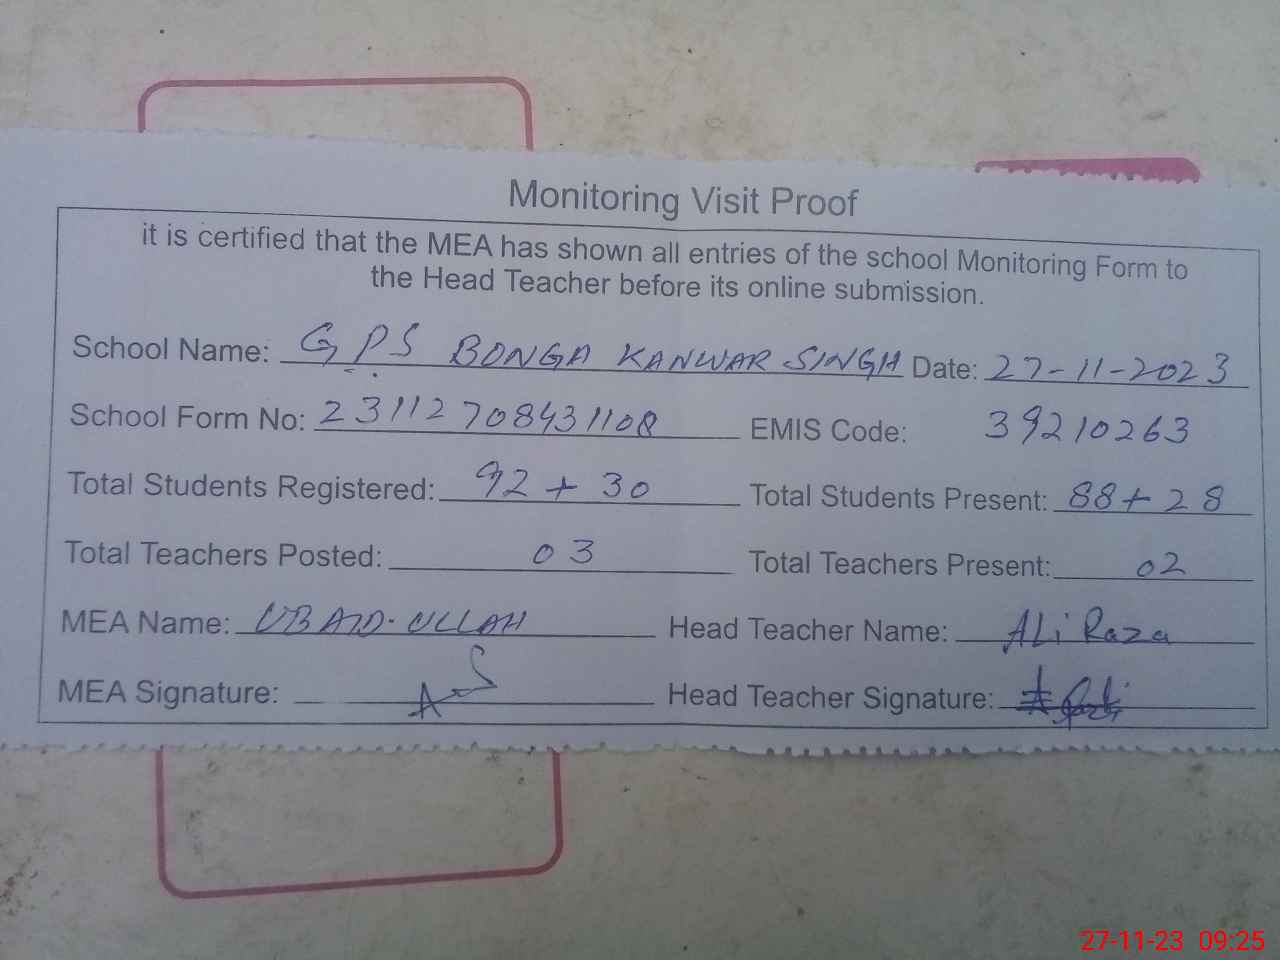 Monitoring Visit Proof
it is certified that the MEA has shown all entries of the school Monitoring Form to
the Head Teacher before its online submission.
School Name: GPS BONGA KANWAR SINGH Date: 27-11-2023
School Form No: 23112708431108 EMIS Code: 39210263
Total Students Registered: 92 + 30 Total Students Present: 88 + 28
Total Teachers Posted: 03 Total Teachers Present: 02
MEA Name: UBAID-ULLAH Head Teacher Name: ALi Raza
MEA Signature: Head Teacher Signature:
27-11-23 09:25